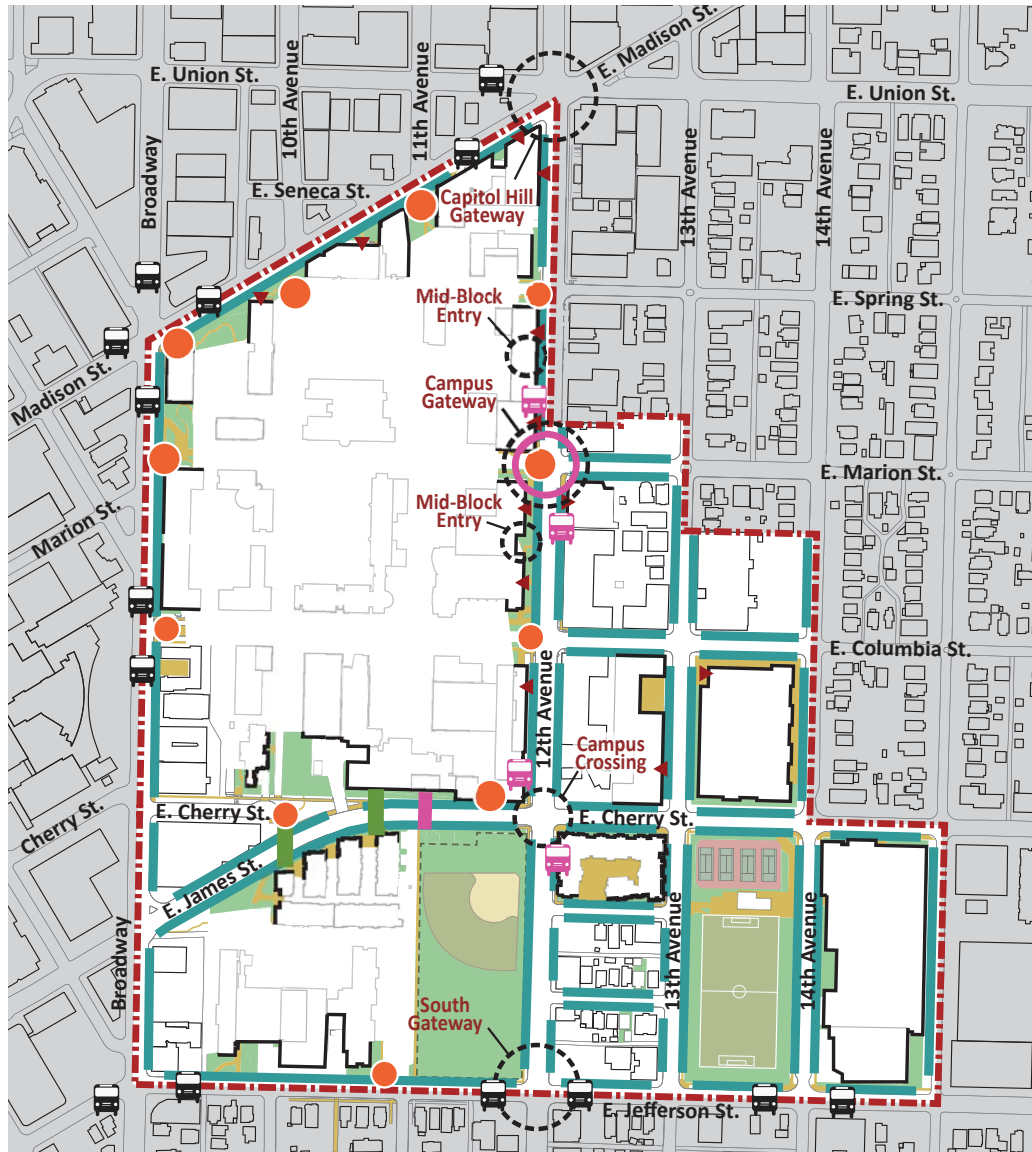 E. Madison St.
E. Union St.
10th Avenue
11th Avenue
E. Union St.
Broadway
E. Seneca St.
13th Avenue
14th Avenue
Capitol Hill
Gateway
Mid-Block
Entry
E. Spring St.
Madison St.
Campus
Gateway
E. Marion St.
Mid-Block
Entry
Marion St.
E. Columbia St.
12th Avenue
Campus
Crossing
Cherry St.
E. Cherry St.
E. Cherry St.
E. James St.
Broadway
13th Avenue
14th Avenue
South
Gateway
E. Jefferson St.